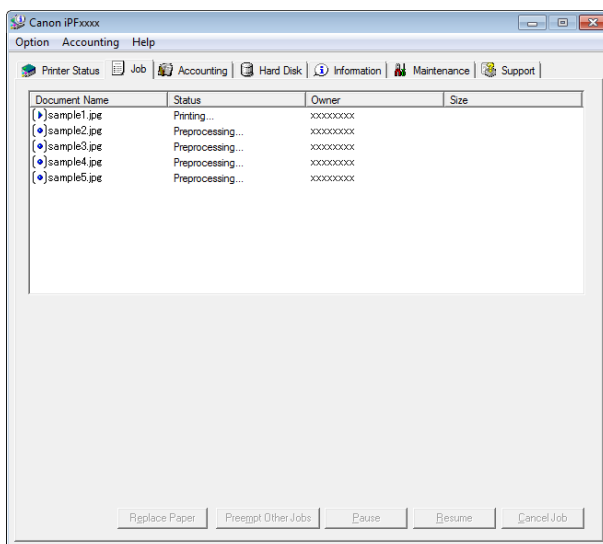 Canon iPFxxxx
Option Accounting Help
Printer Status Job Accounting Hard Disk Information Maintenance Support
Document Name Status Owner Size
sample1.jpg Printing... xxxxxxxx
sample2.jpg Preprocessing... xxxxxxxx
sample3.jpg Preprocessing... xxxxxxxx
sample4.jpg Preprocessing... xxxxxxxx
sample5.jpg Preprocessing... xxxxxxxx
Replace Paper Preempt Other Jobs Pause Resume Cancel Job